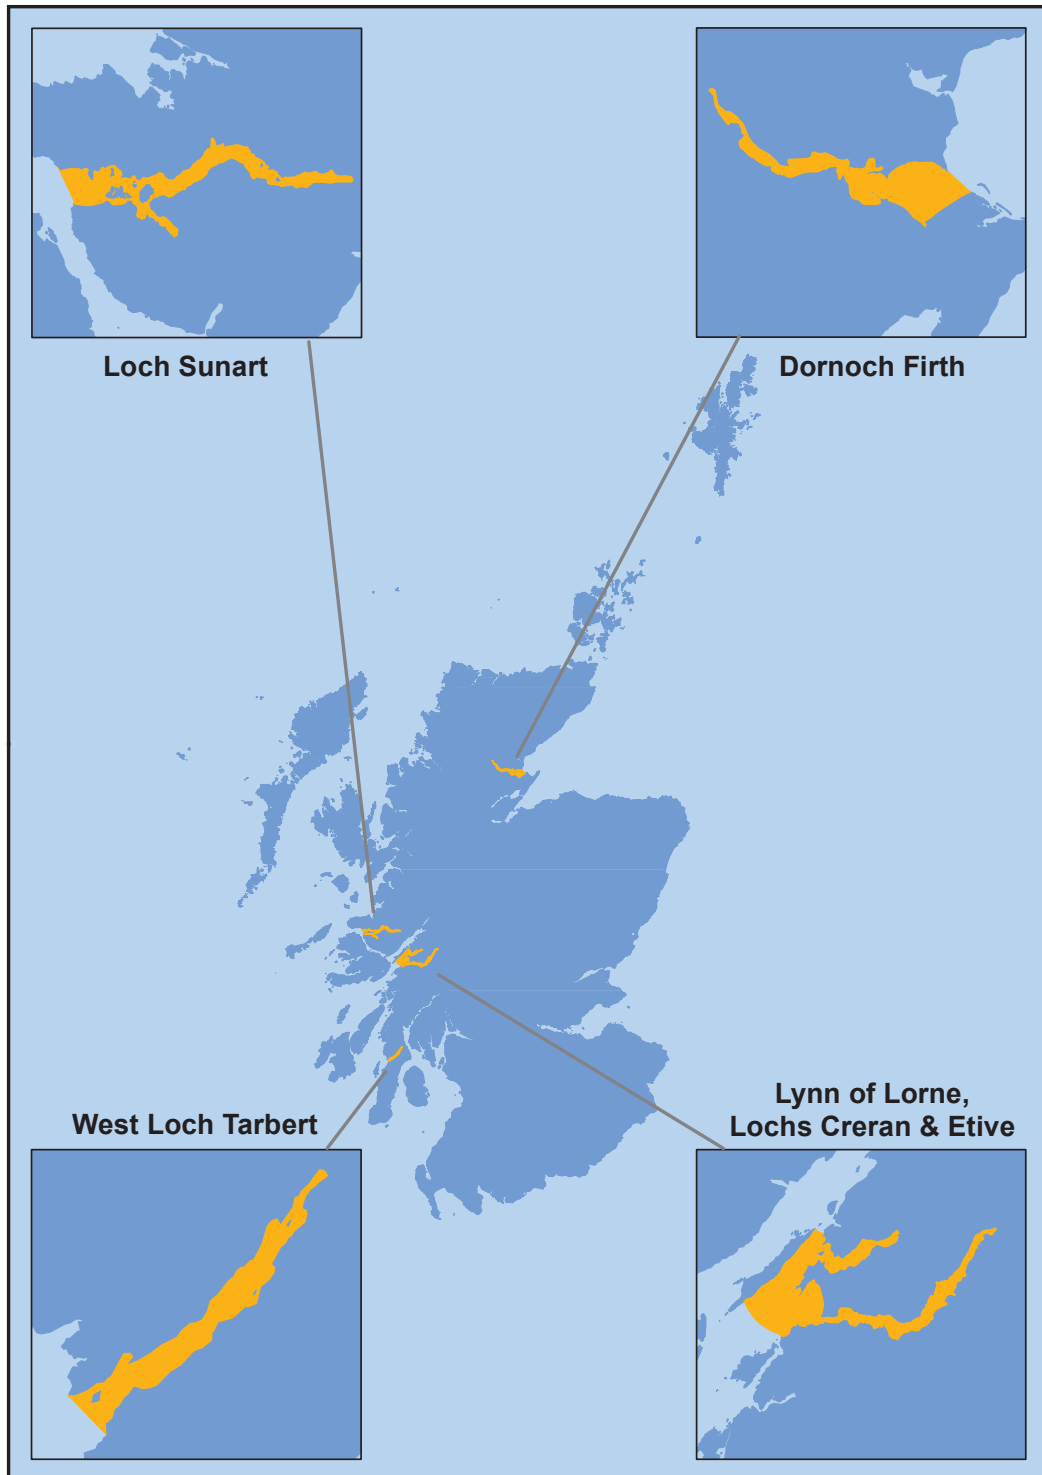 Loch Sunart
Dornoch Firth
West Loch Tarbert
Lynn of Lorne,
Lochs Creran & Etive